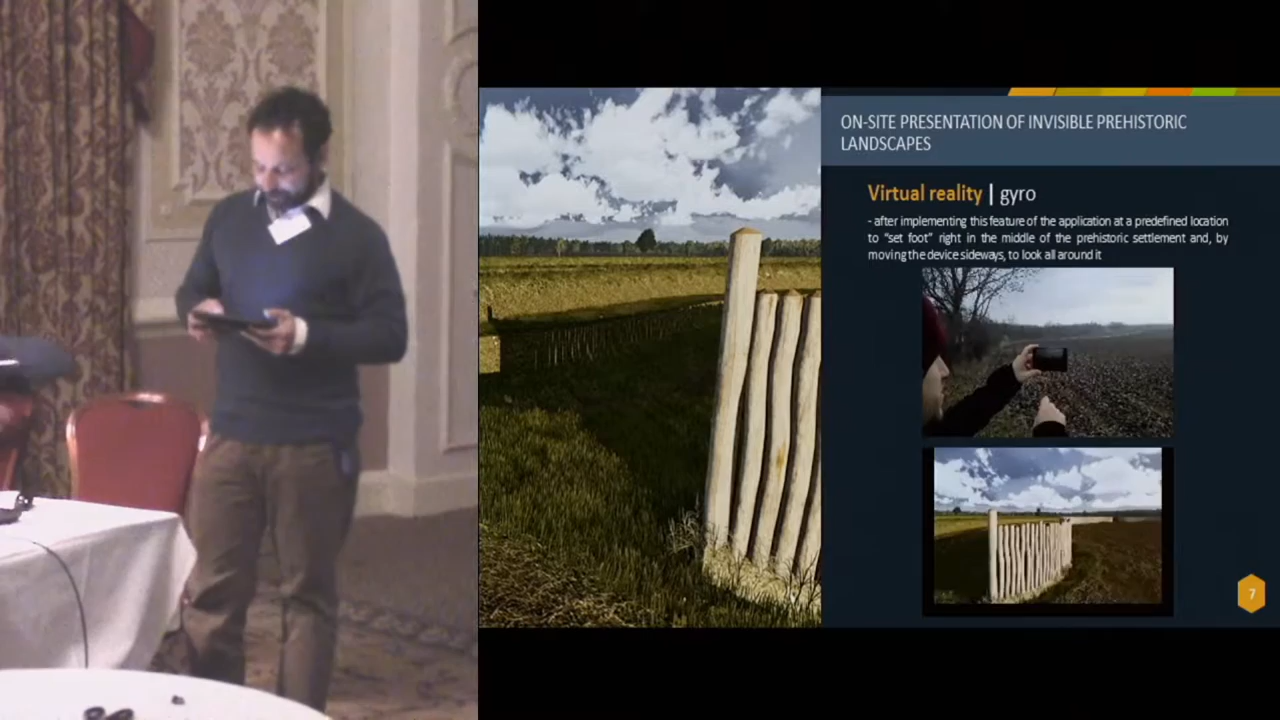 ON-SITE PRESENTATION OF INVISIBLE PREHISTORIC
LANDSCAPES
Virtual reality | gyro
- after implementing this feature of the application at a predefined location
to “set foot” right in the middle of the prehistoric settlement and, by
moving the device sideways, to look all around it
7